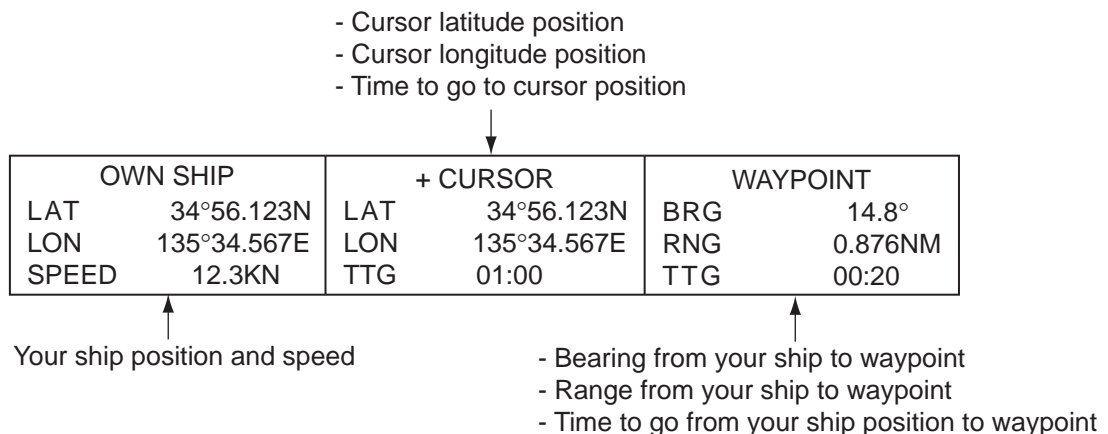 - Cursor latitude position
- Cursor longitude position
- Time to go to cursor position
OWN SHIP
LAT 34°56.123N
LON 135°34.567E
SPEED 12.3KN
+ CURSOR
LAT 34°56.123N
LON 135°34.567E
TTG 01:00
WAYPOINT
BRG 14.8°
RNG 0.876NM
TTG 00:20
Your ship position and speed
- Bearing from your ship to waypoint
- Range from your ship to waypoint
- Time to go from your ship position to waypoint